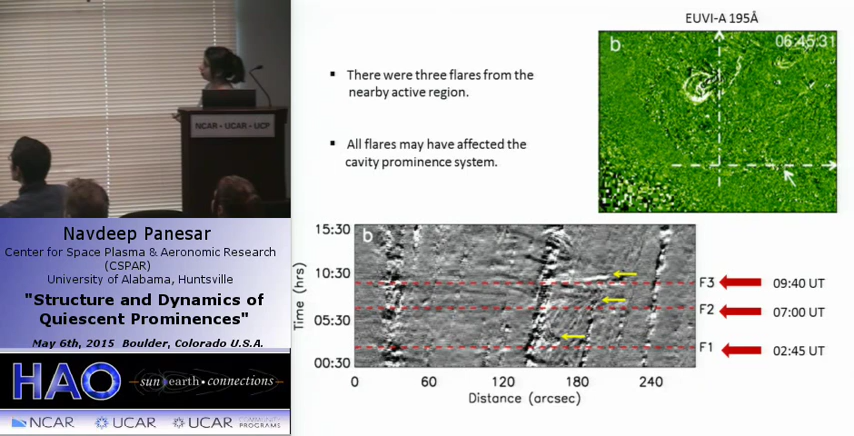 EUVI-A 195Å
b
06:45:31
▪ There were three flares from the
nearby active region.
▪ All flares may have affected the
cavity prominence system.
NCAR • UCAR • UCP
Navdeep Panesar
Center for Space Plasma & Aeronomic Research
(CSPAR)
University of Alabama, Huntsville
"Structure and Dynamics of
Quiescent Prominences"
May 6th, 2015 Boulder, Colorado U.S.A.
HAO
sun earth • connections
NCAR
UCAR
UCAR COMMUNITY
PROGRAMS
b
Time (hrs)
15:30
10:30
05:30
00:30
0
60
120
180
240
Distance (arcsec)
F3
09:40 UT
F2
07:00 UT
F1
02:45 UT